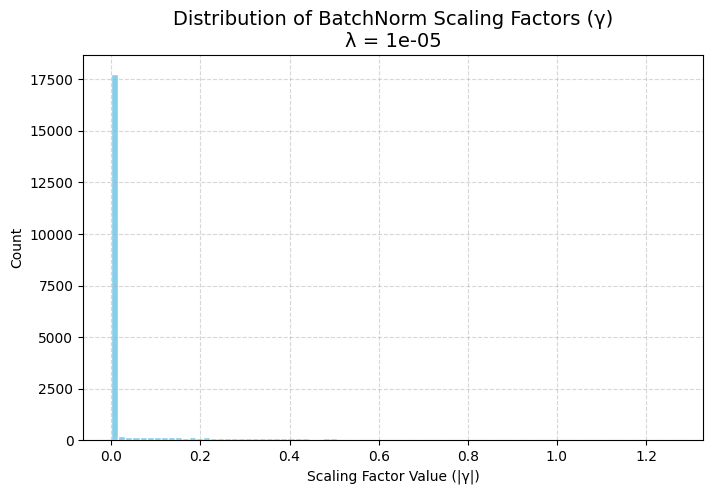 Distribution of BatchNorm Scaling Factors (γ)
λ = 1e-05
17500
15000
12500
10000
7500
5000
2500
0
Count
0.0 0.2 0.4 0.6 0.8 1.0 1.2
Scaling Factor Value (|γ|)